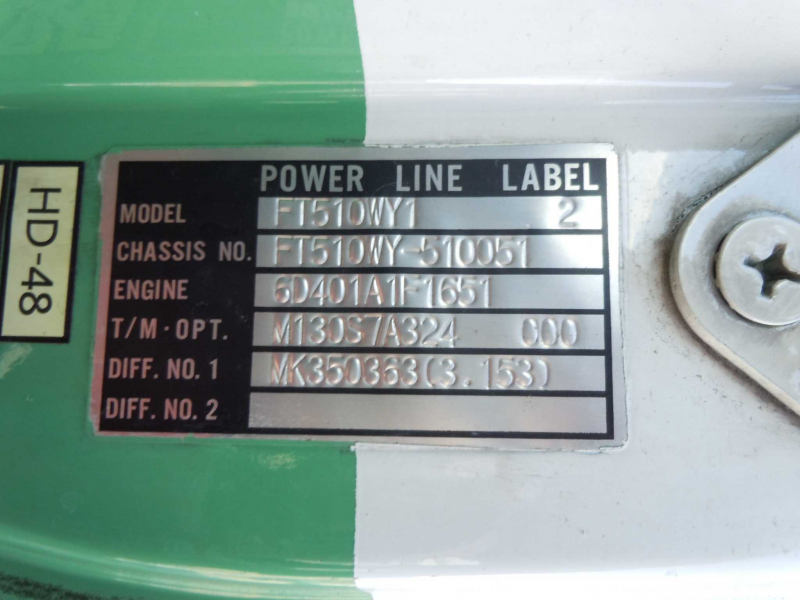 POWER LINE LABEL
MODEL FT510WY1 2
CHASSIS NO. FT510WY-510051
ENGINE 6D401A1F1651
T/M·OPT. M130S7A324 000
DIFF. NO. 1 MK350363(3.153)
DIFF. NO. 2
HD-48